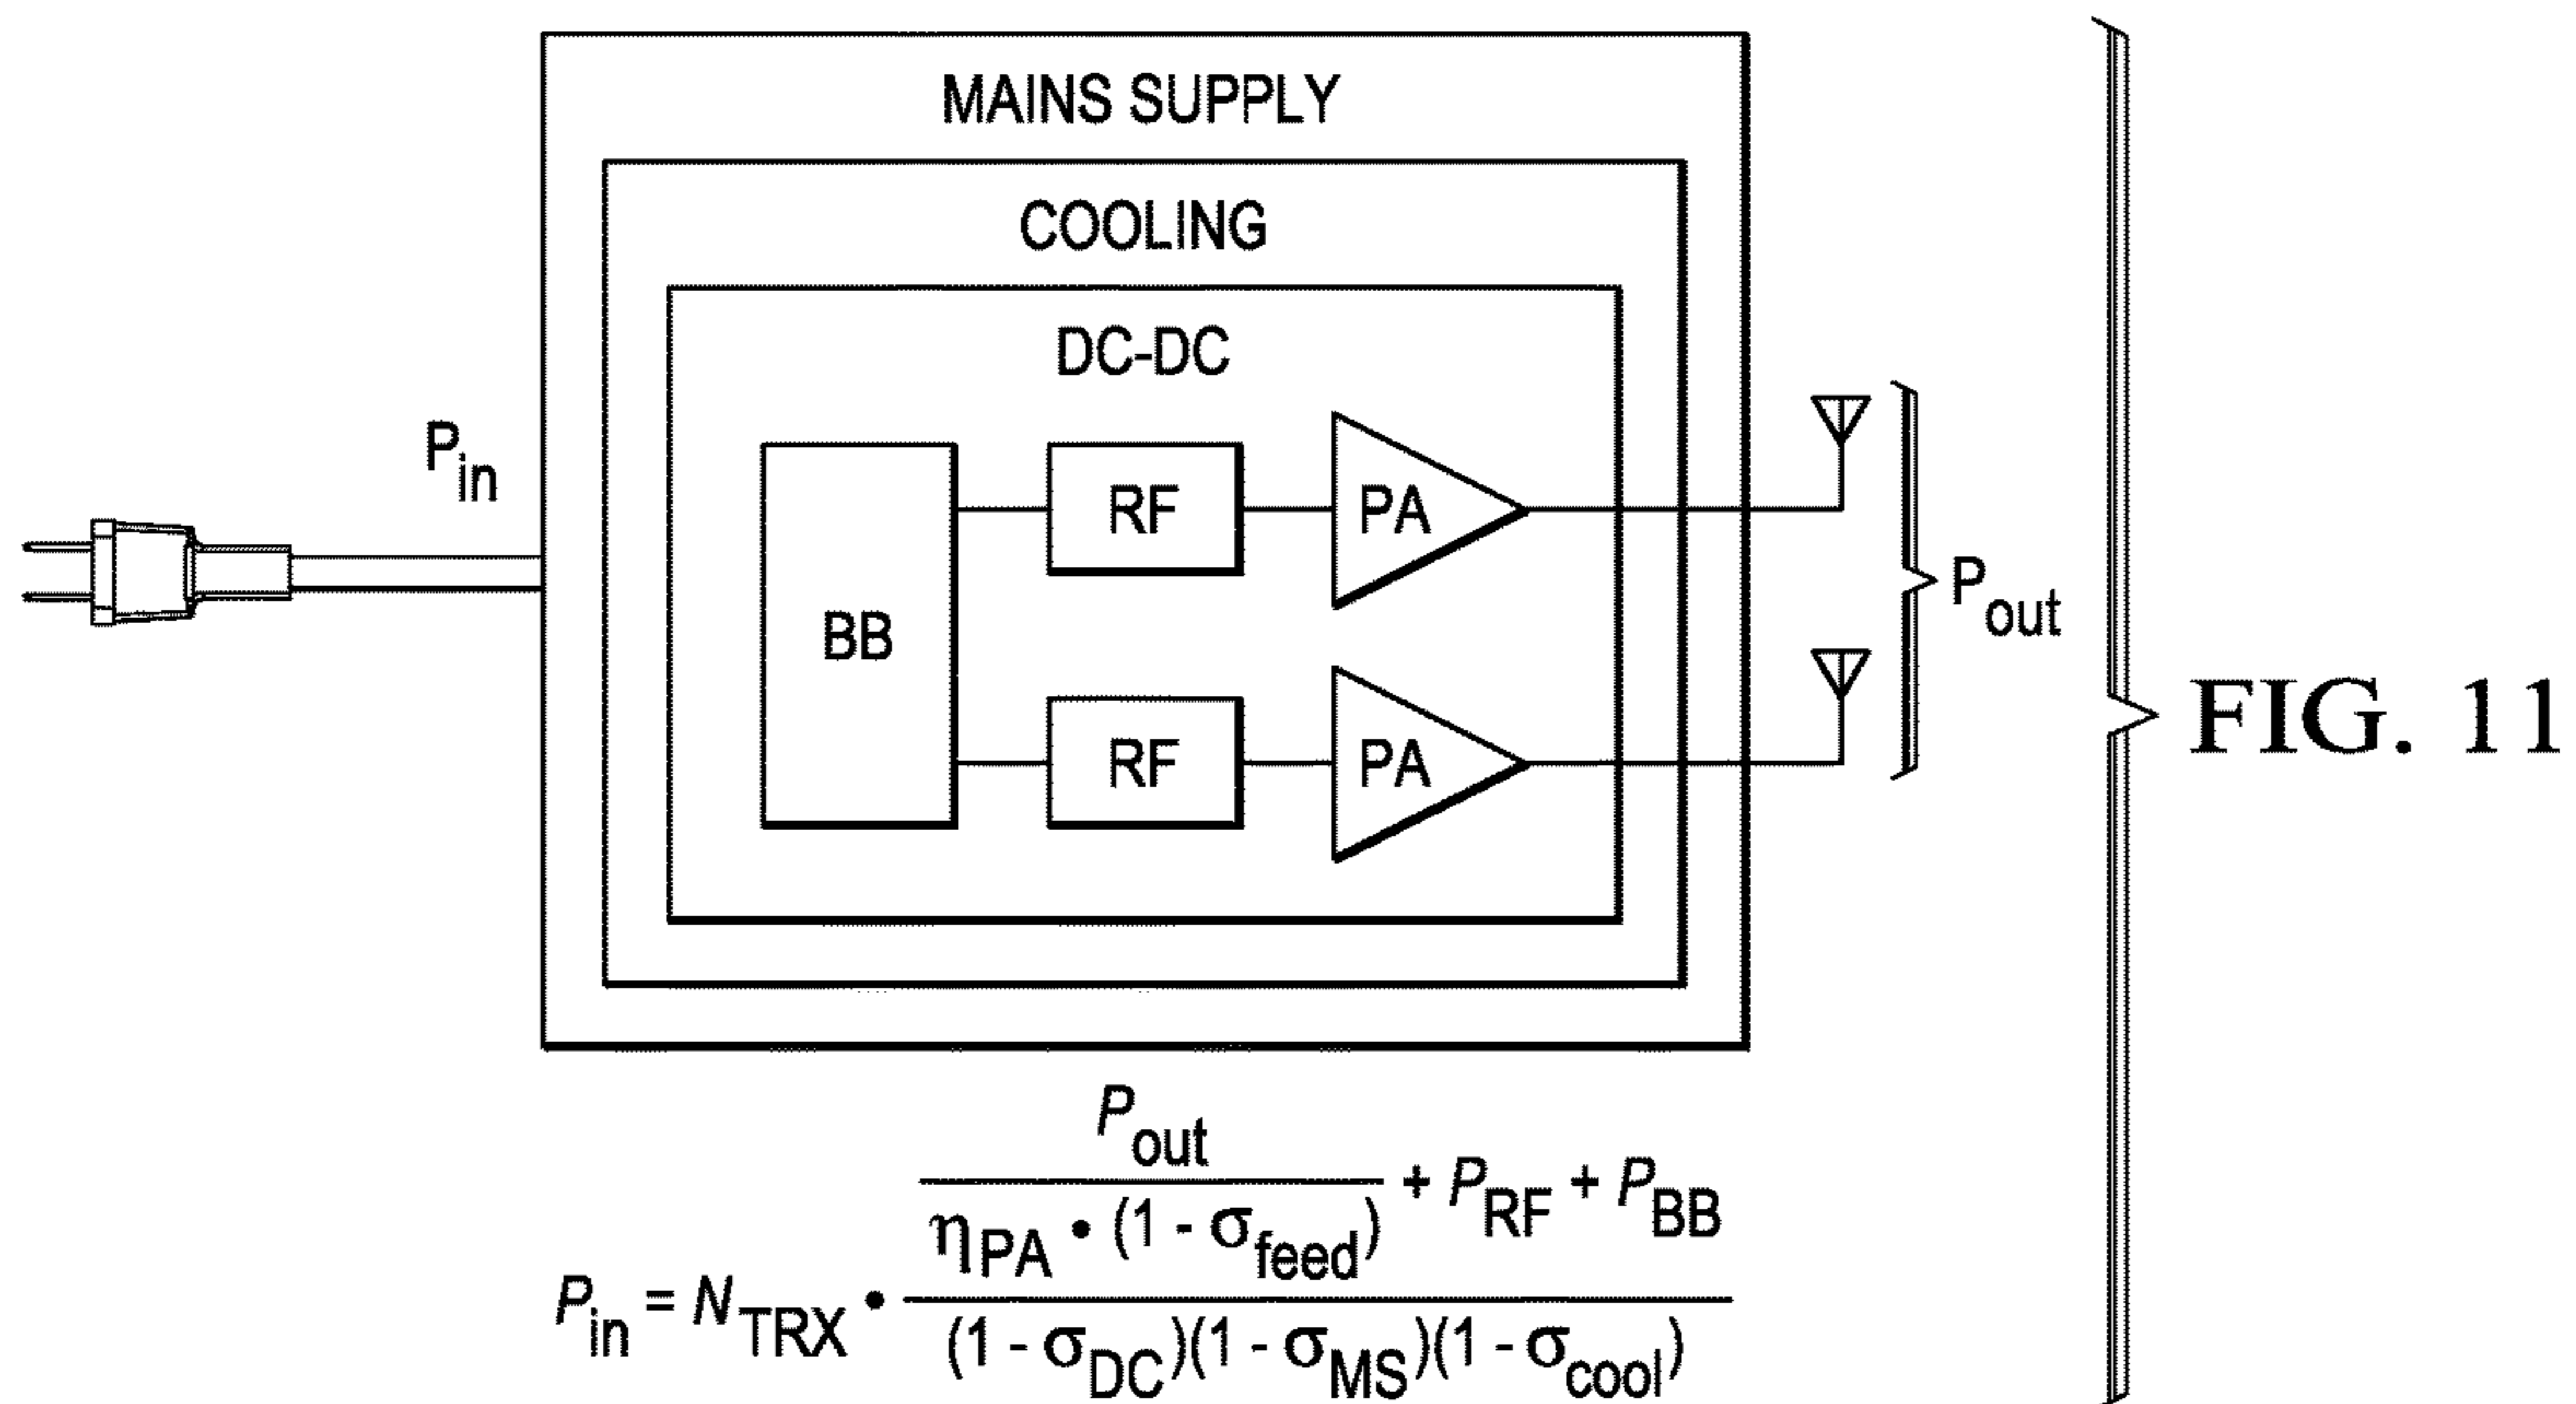 MAINS SUPPLY
COOLING
DC-DC
P_in
BB
RF
PA
RF
PA
P_out
FIG. 11
P_in = N_TRX • (P_out / (η_PA • (1 - σ_feed)) + P_RF + P_BB) / ((1 - σ_DC)(1 - σ_MS)(1 - σ_cool))